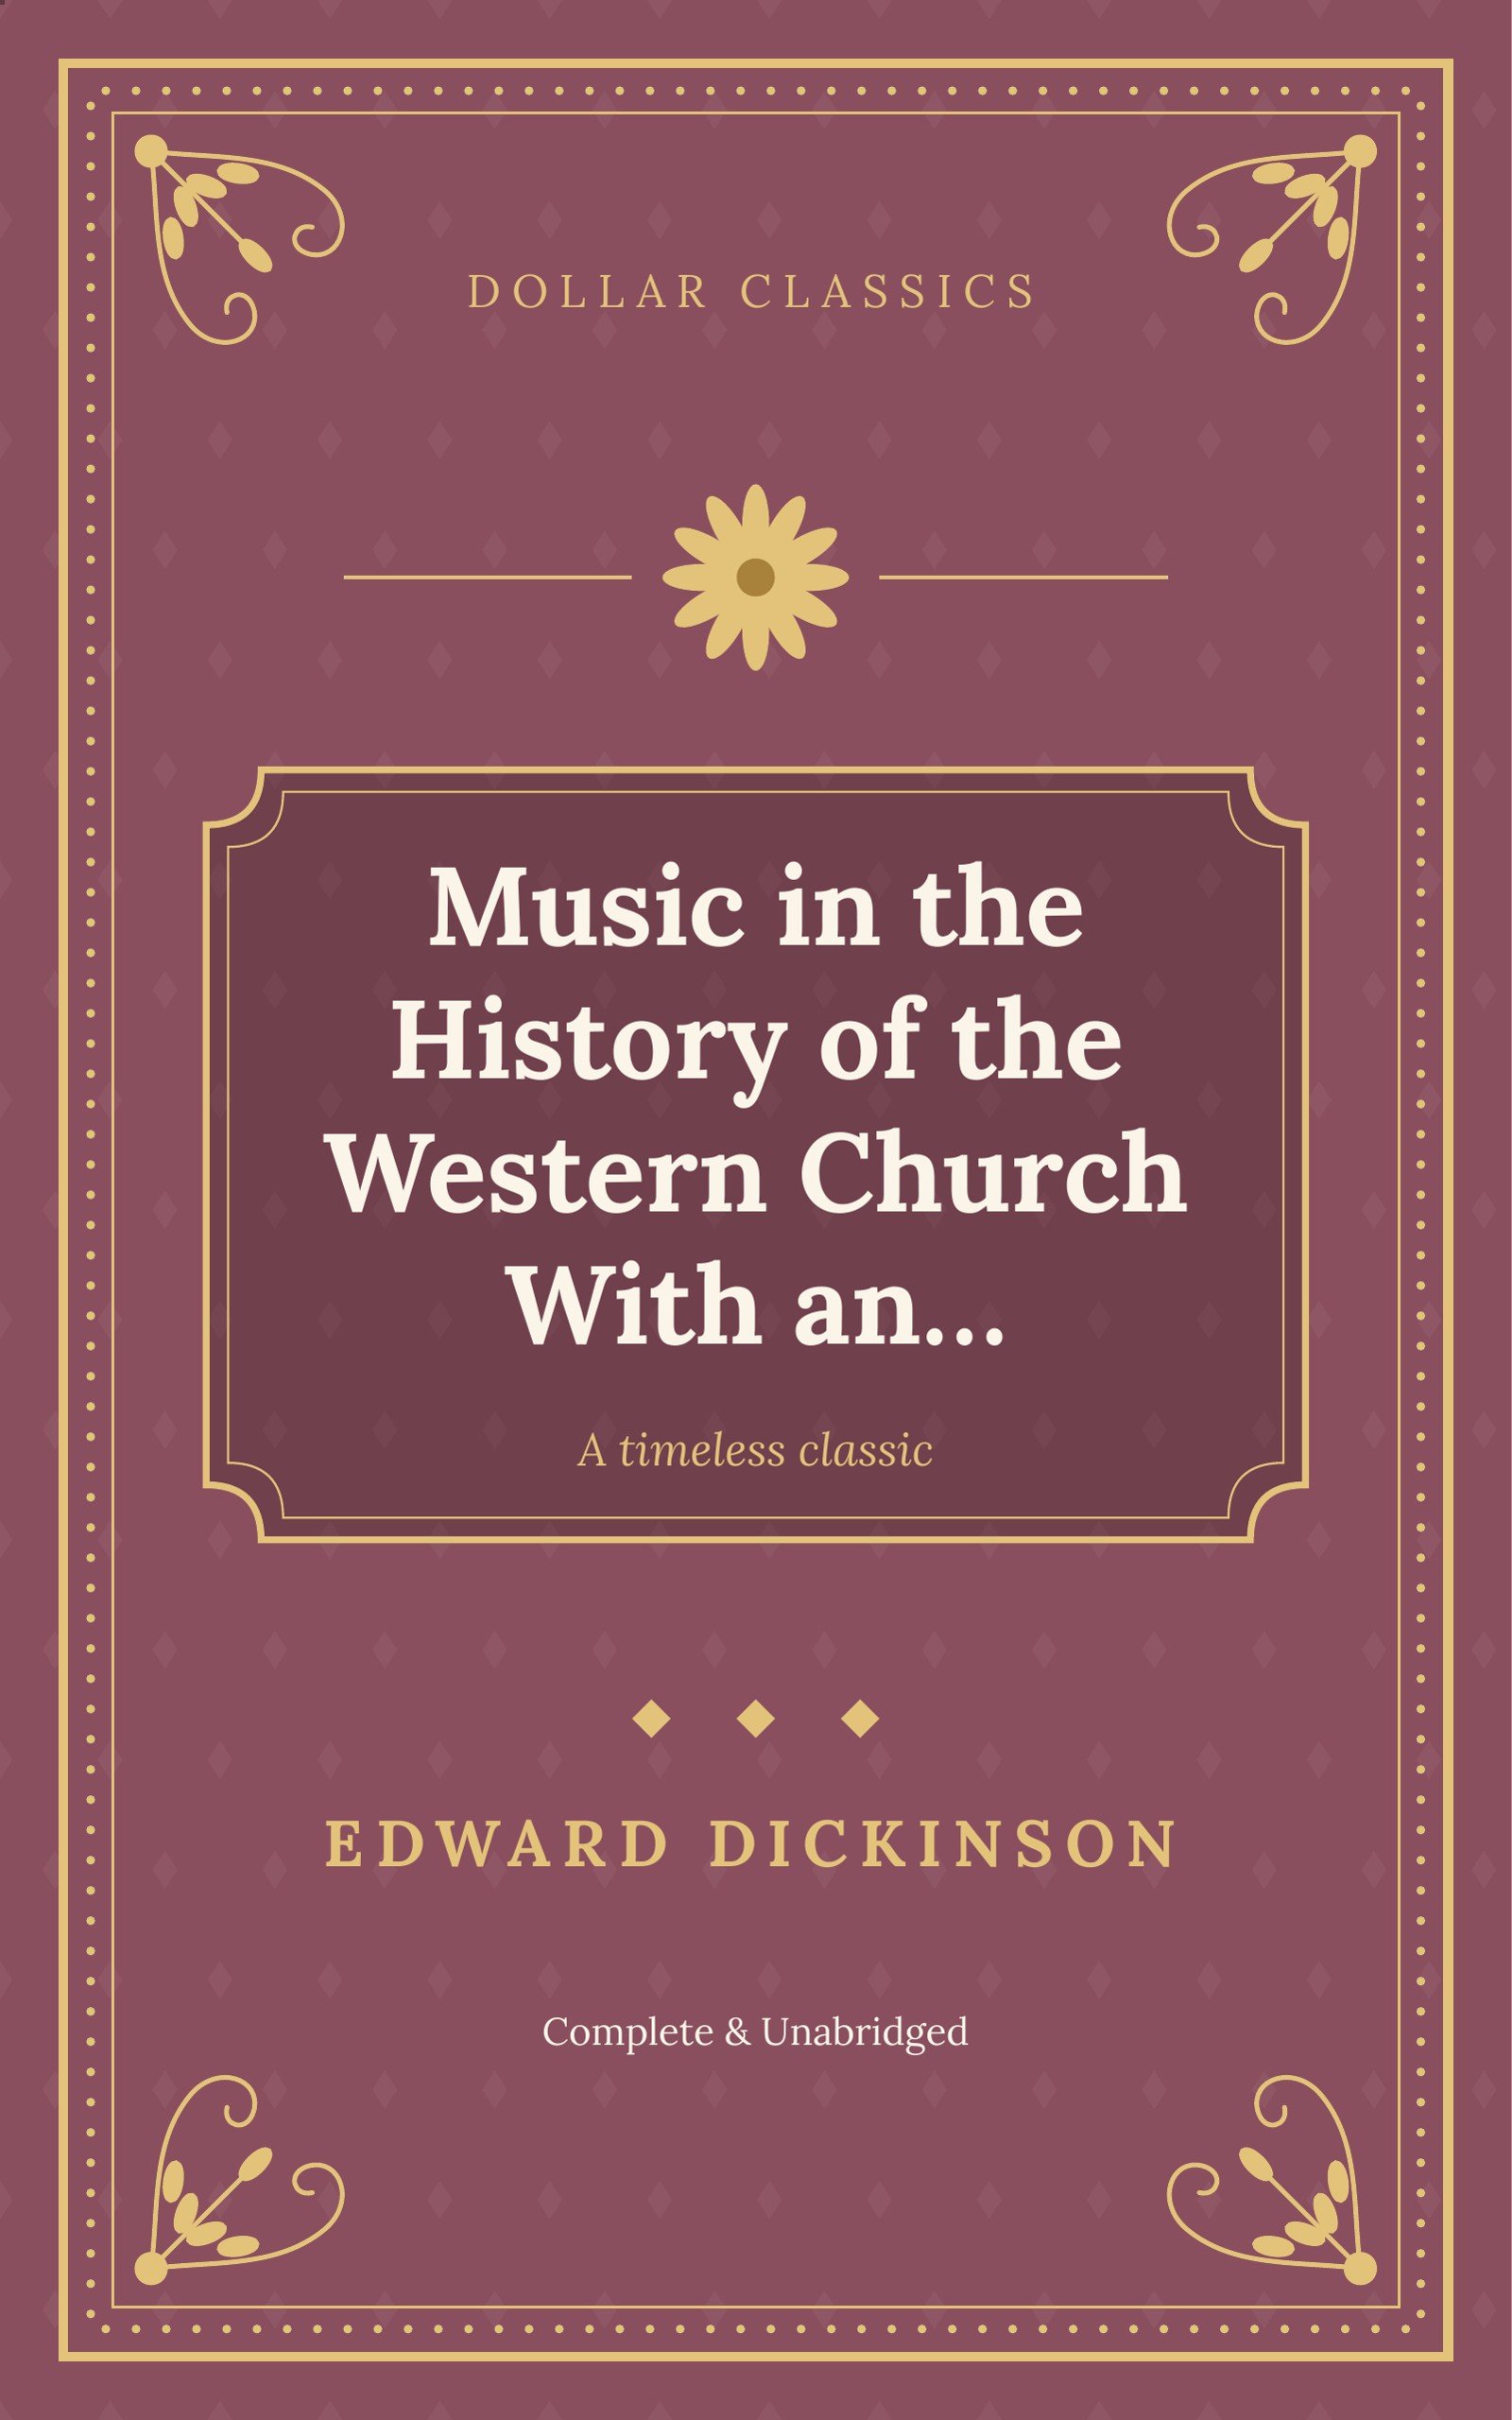 DOLLAR CLASSICS
Music in the
History of the
Western Church
With an...
A timeless classic
EDWARD DICKINSON
Complete & Unabridged